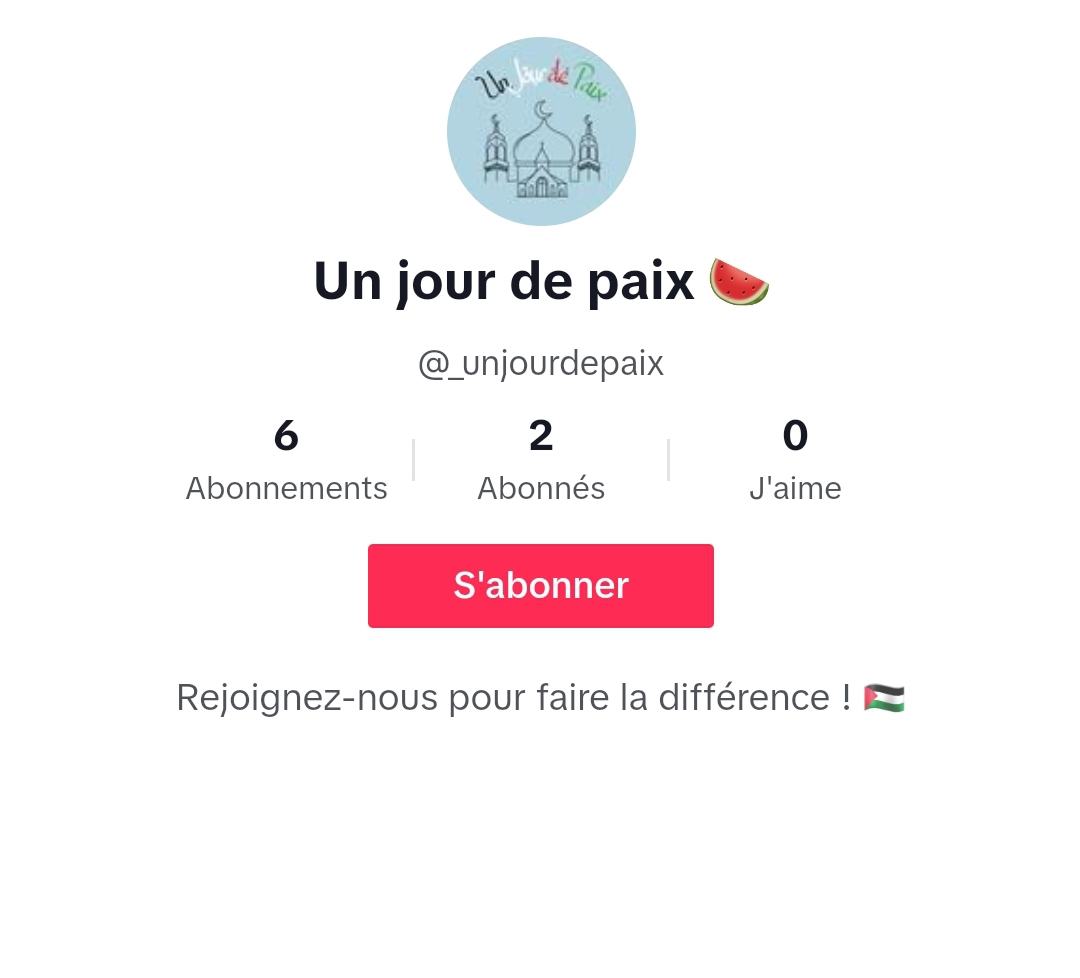 Un Jour de Paix
Un jour de paix 🍉
@_unjourdepaix
6 2 0
Abonnements Abonnés J'aime
S'abonner
Rejoignez-nous pour faire la différence ! 🇵🇸